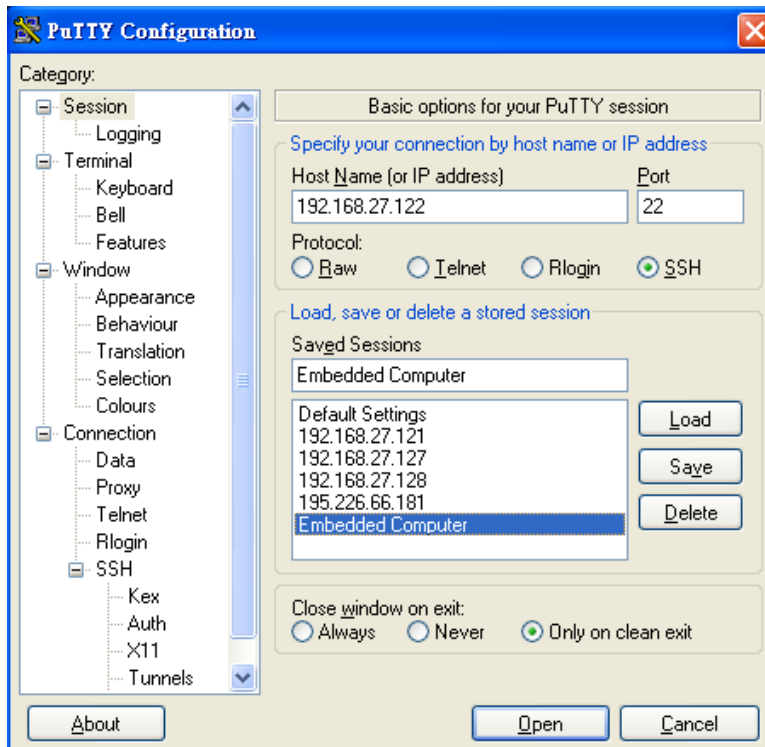 PuTTY Configuration
Category:
Session
Logging
Terminal
Keyboard
Bell
Features
Window
Appearance
Behaviour
Translation
Selection
Colours
Connection
Data
Proxy
Telnet
Rlogin
SSH
Kex
Auth
X11
Tunnels
Basic options for your PuTTY session
Specify your connection by host name or IP address
Host Name (or IP address) Port
192.168.27.122 22
Protocol:
Raw Telnet Rlogin SSH
Load, save or delete a stored session
Saved Sessions
Embedded Computer
Default Settings
192.168.27.121
192.168.27.127
192.168.27.128
195.226.66.181
Embedded Computer
Load
Save
Delete
Close window on exit:
Always Never Only on clean exit
About Open Cancel